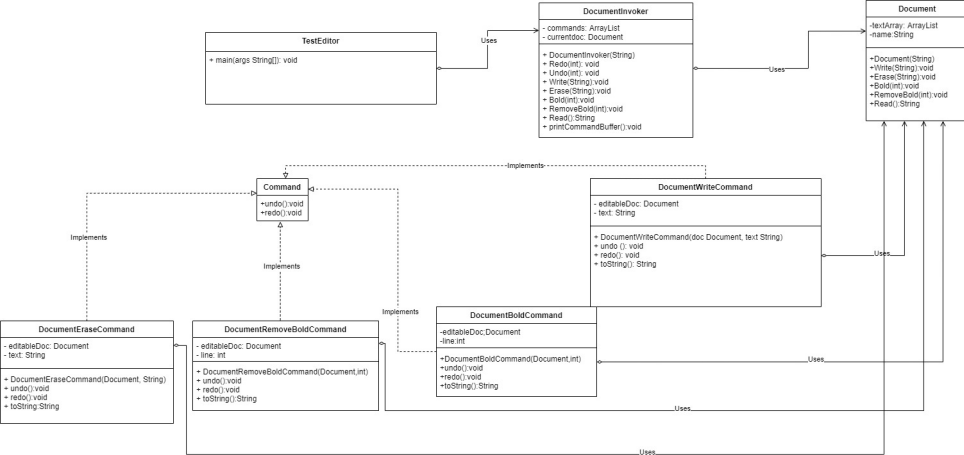 TestEditor
+ main(args String[]): void
Uses
DocumentInvoker
- commands: ArrayList
- currentdoc: Document
+ DocumentInvoker(String)
+ Redo(int): void
+ Undo(int): void
+ Write(String):void
+ Erase(String):void
+ Bold(int):void
+ RemoveBold(int):void
+ Read():String
+ printCommandBuffer():void
Uses
Document
-textArray: ArrayList
-name:String
+Document(String)
+Write(String):void
+Erase(String):void
+Bold(int):void
+RemoveBold(int):void
+Read():String
Implements
Command
+undo():void
+redo():void
Implements
Implements
Implements
DocumentWriteCommand
- editableDoc: Document
- text: String
+ DocumentWriteCommand(doc Document, text String)
+ undo (): void
+ redo(): void
+ toString(): String
Uses
DocumentEraseCommand
- editableDoc: Document
- text: String
+ DocumentEraseCommand(Document, String)
+ undo():void
+ redo():void
+ toString:String
DocumentRemoveBoldCommand
- editableDoc: Document
- line: int
+ DocumentRemoveBoldCommand(Document,int)
+ undo():void
+ redo():void
+ toString():String
DocumentBoldCommand
-editableDoc;Document
-line:int
+DocumentBoldCommand(Document,int)
+undo():void
+redo():void
+toString():String
Uses
Uses
Uses